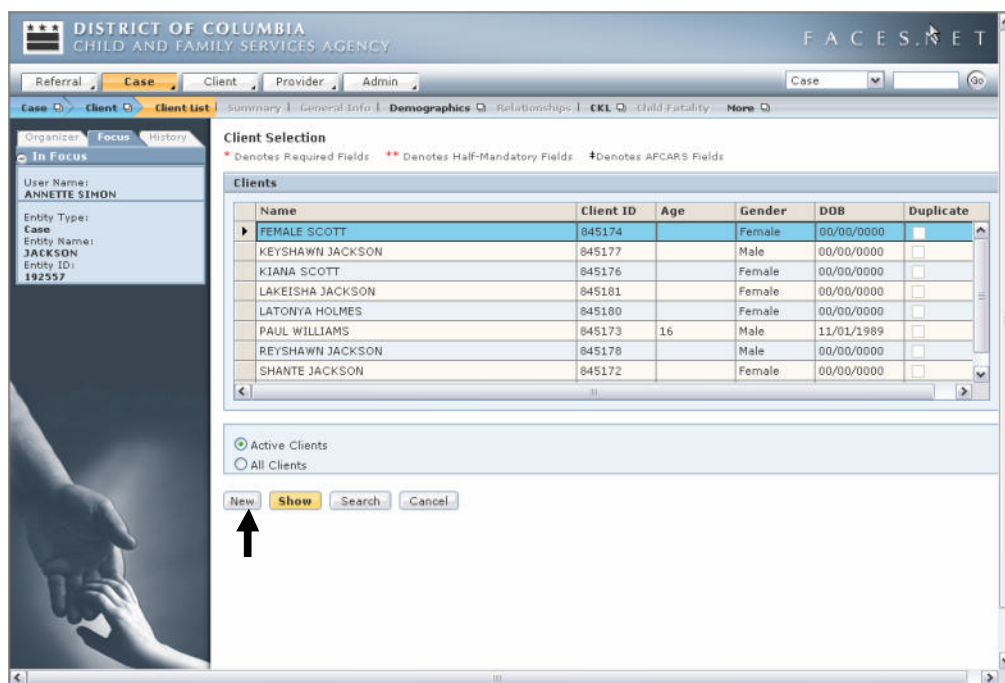 DISTRICT OF COLUMBIA
CHILD AND FAMILY SERVICES AGENCY
FACES.NET
Referral Case Client Provider Admin Case Go
Case Client Client List Summary General Info Demographics Relationships CKL Child Fatality More
Organizer Focus History
In Focus
User Name:
ANNETTE SIMON
Entity Type:
Case
Entity Name:
JACKSON
Entity ID:
192557
Client Selection
* Denotes Required Fields ** Denotes Half-Mandatory Fields ‡Denotes AFCARS Fields
Clients
Name Client ID Age Gender DOB Duplicate
FEMALE SCOTT 845174 Female 00/00/0000
KEYSHAWN JACKSON 845177 Male 00/00/0000
KIANA SCOTT 845176 Female 00/00/0000
LAKEISHA JACKSON 845181 Female 00/00/0000
LATONYA HOLMES 845180 Female 00/00/0000
PAUL WILLIAMS 845173 16 Male 11/01/1989
REYSHAWN JACKSON 845178 Male 00/00/0000
SHANTE JACKSON 845172 Female 00/00/0000
Active Clients
All Clients
New Show Search Cancel